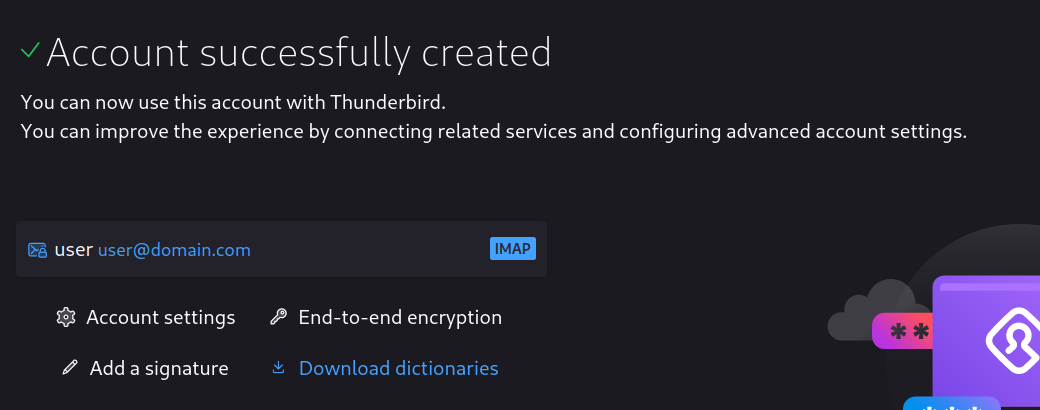 Account successfully created
You can now use this account with Thunderbird.
You can improve the experience by connecting related services and configuring advanced account settings.
user user@domain.com IMAP
Account settings End-to-end encryption
Add a signature Download dictionaries
**
***